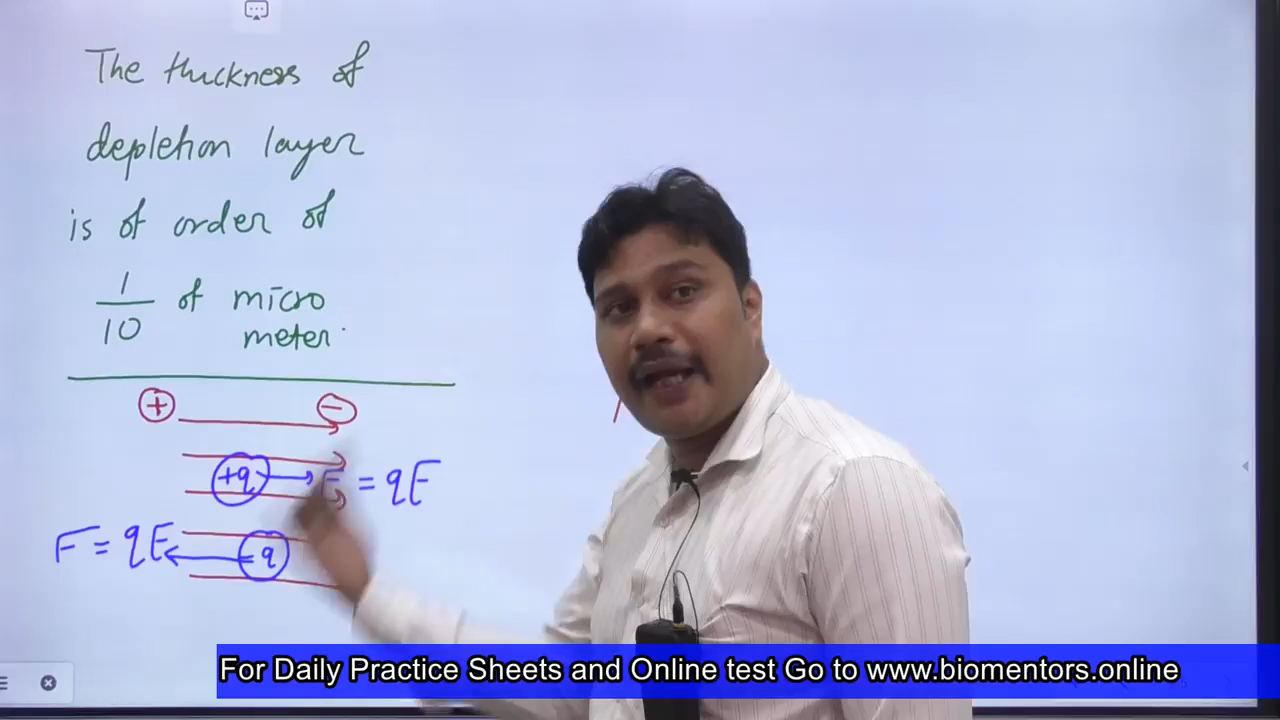 The thickness of
depletion layer
is of order of
1/10 of micro
meter.
+ −
+q F = qE
F = qE −q
For Daily Practice Sheets and Online test Go to www.biomentors.online